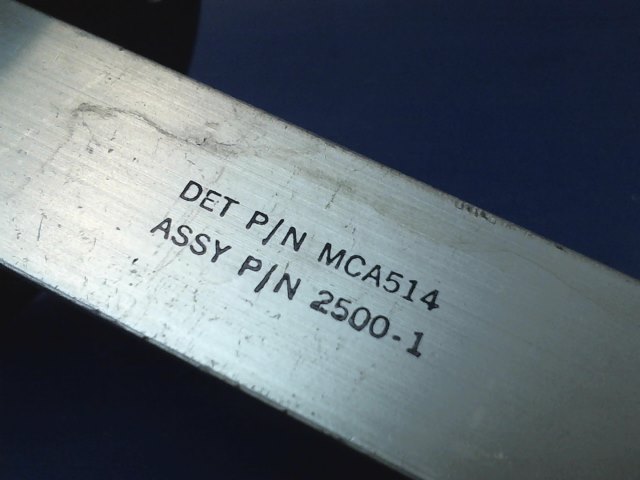 DET P/N MCA514
ASSY P/N 2500-1